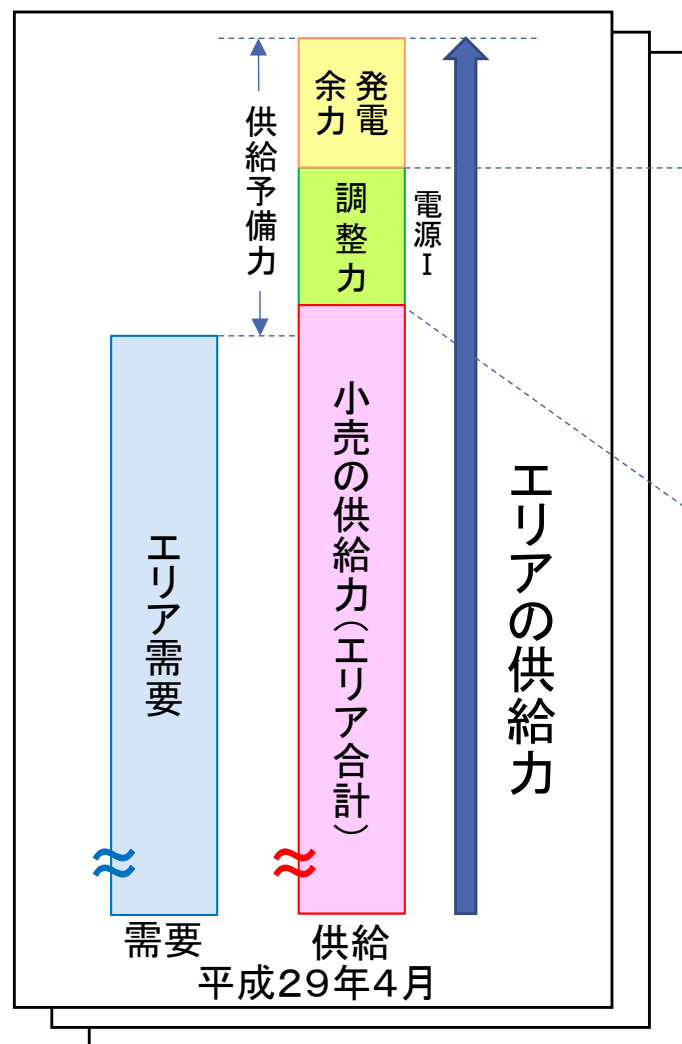 発電
余力
供給予備力
調整力
電源Ⅰ
小売の供給力（エリア合計）
エリア需要
エリアの供給力
需要
供給
平成29年4月